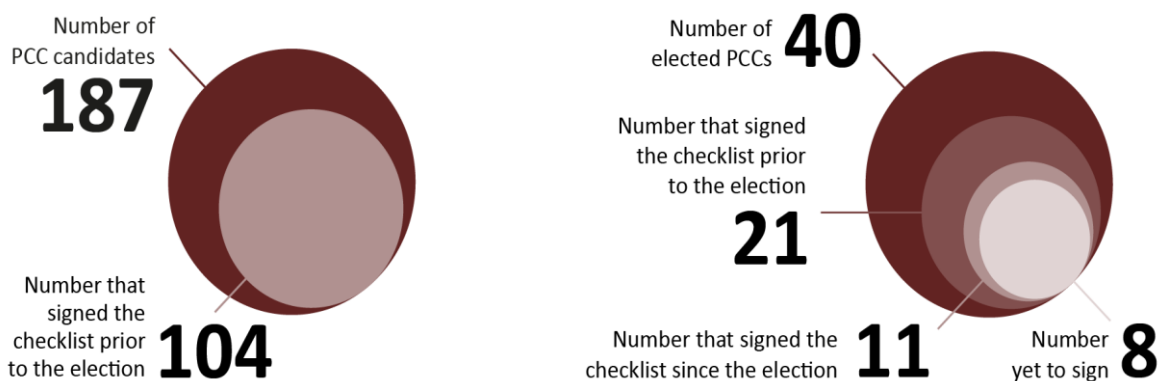 Number of
PCC candidates
187
Number that
signed the
checklist prior
to the election
104
Number of
elected PCCs
40
Number that signed
the checklist prior
to the election
21
Number that signed the
checklist since the election
11
Number
yet to sign
8